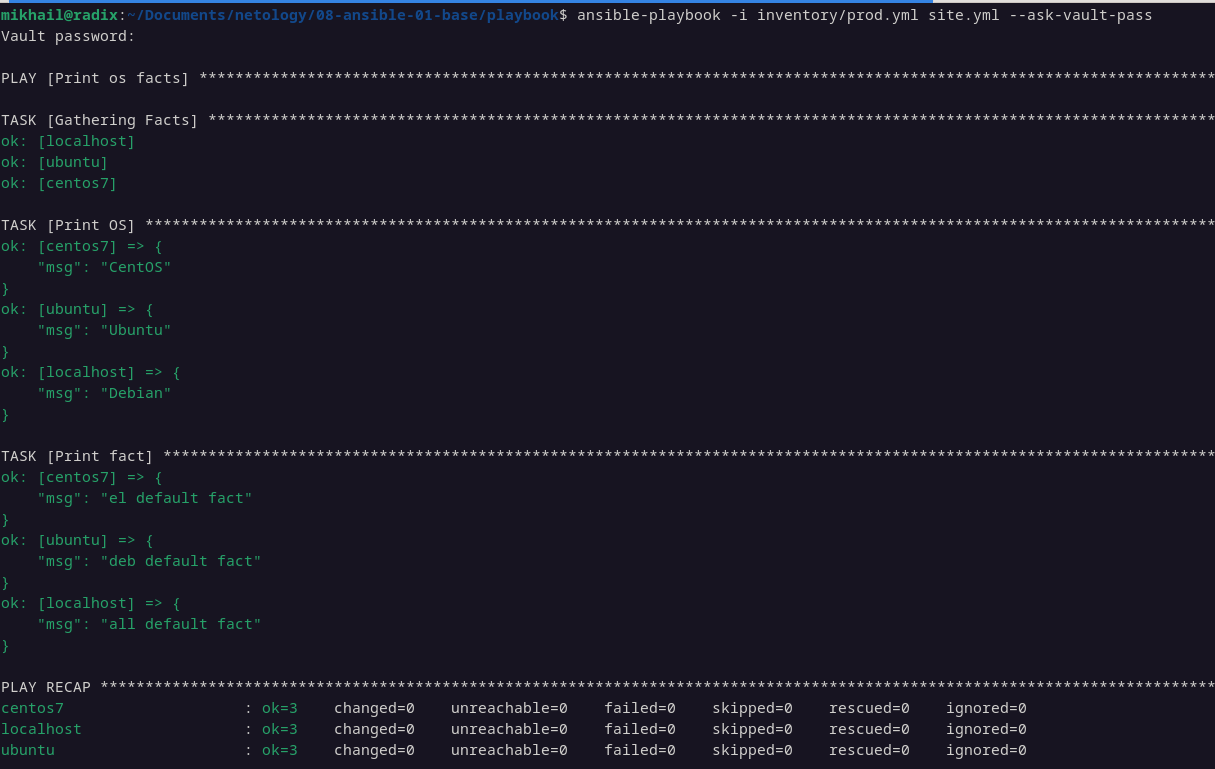 mikhail@radix:~/Documents/netology/08-ansible-01-base/playbook$ ansible-playbook -i inventory/prod.yml site.yml --ask-vault-pass
Vault password:

PLAY [Print os facts] *****************************************************************************************************************

TASK [Gathering Facts] ****************************************************************************************************************
ok: [localhost]
ok: [ubuntu]
ok: [centos7]

TASK [Print OS] ***********************************************************************************************************************
ok: [centos7] => {
    "msg": "CentOS"
}
ok: [ubuntu] => {
    "msg": "Ubuntu"
}
ok: [localhost] => {
    "msg": "Debian"
}

TASK [Print fact] *********************************************************************************************************************
ok: [centos7] => {
    "msg": "el default fact"
}
ok: [ubuntu] => {
    "msg": "deb default fact"
}
ok: [localhost] => {
    "msg": "all default fact"
}

PLAY RECAP ****************************************************************************************************************************
centos7                    : ok=3    changed=0    unreachable=0    failed=0    skipped=0    rescued=0    ignored=0
localhost                  : ok=3    changed=0    unreachable=0    failed=0    skipped=0    rescued=0    ignored=0
ubuntu                     : ok=3    changed=0    unreachable=0    failed=0    skipped=0    rescued=0    ignored=0